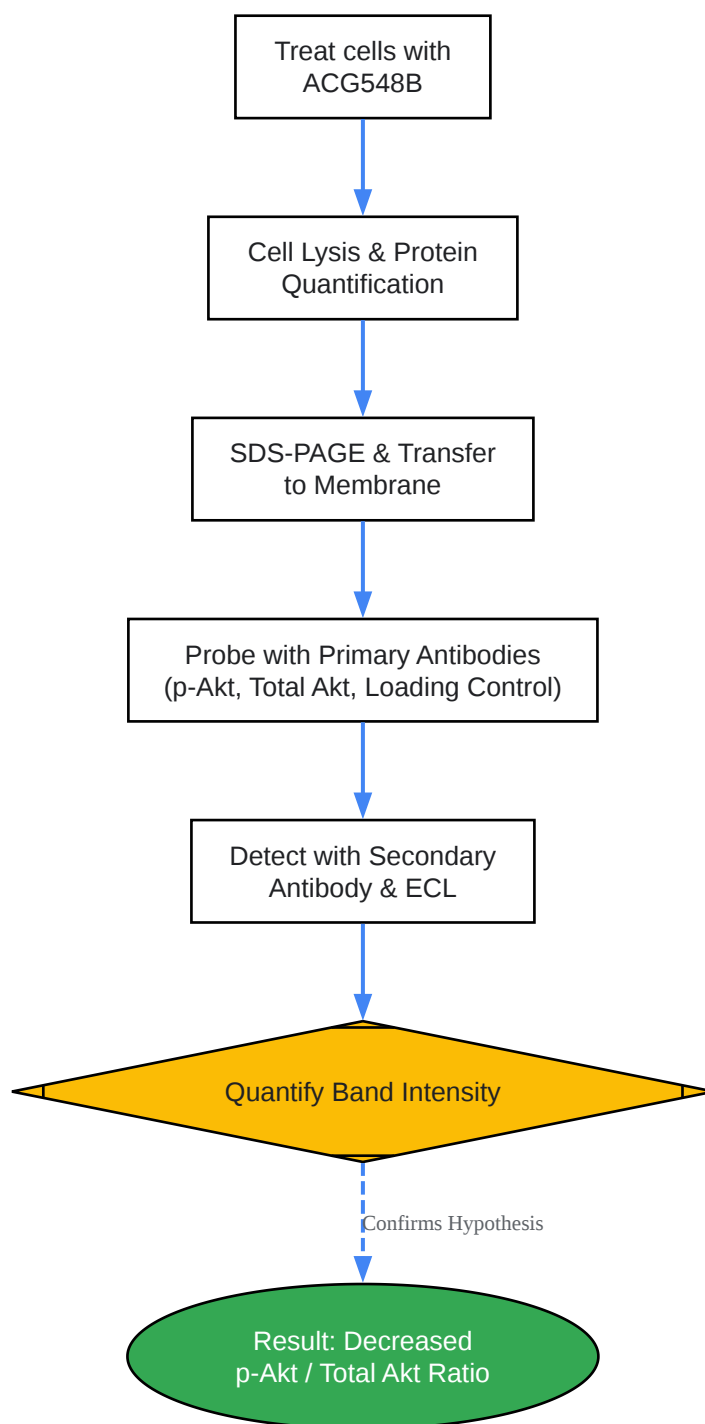 Treat cells with
ACG548B
Cell Lysis & Protein
Quantification
SDS-PAGE & Transfer
to Membrane
Probe with Primary Antibodies
(p-Akt, Total Akt, Loading Control)
Detect with Secondary
Antibody & ECL
Quantify Band Intensity
Confirms Hypothesis
Result: Decreased
p-Akt / Total Akt Ratio